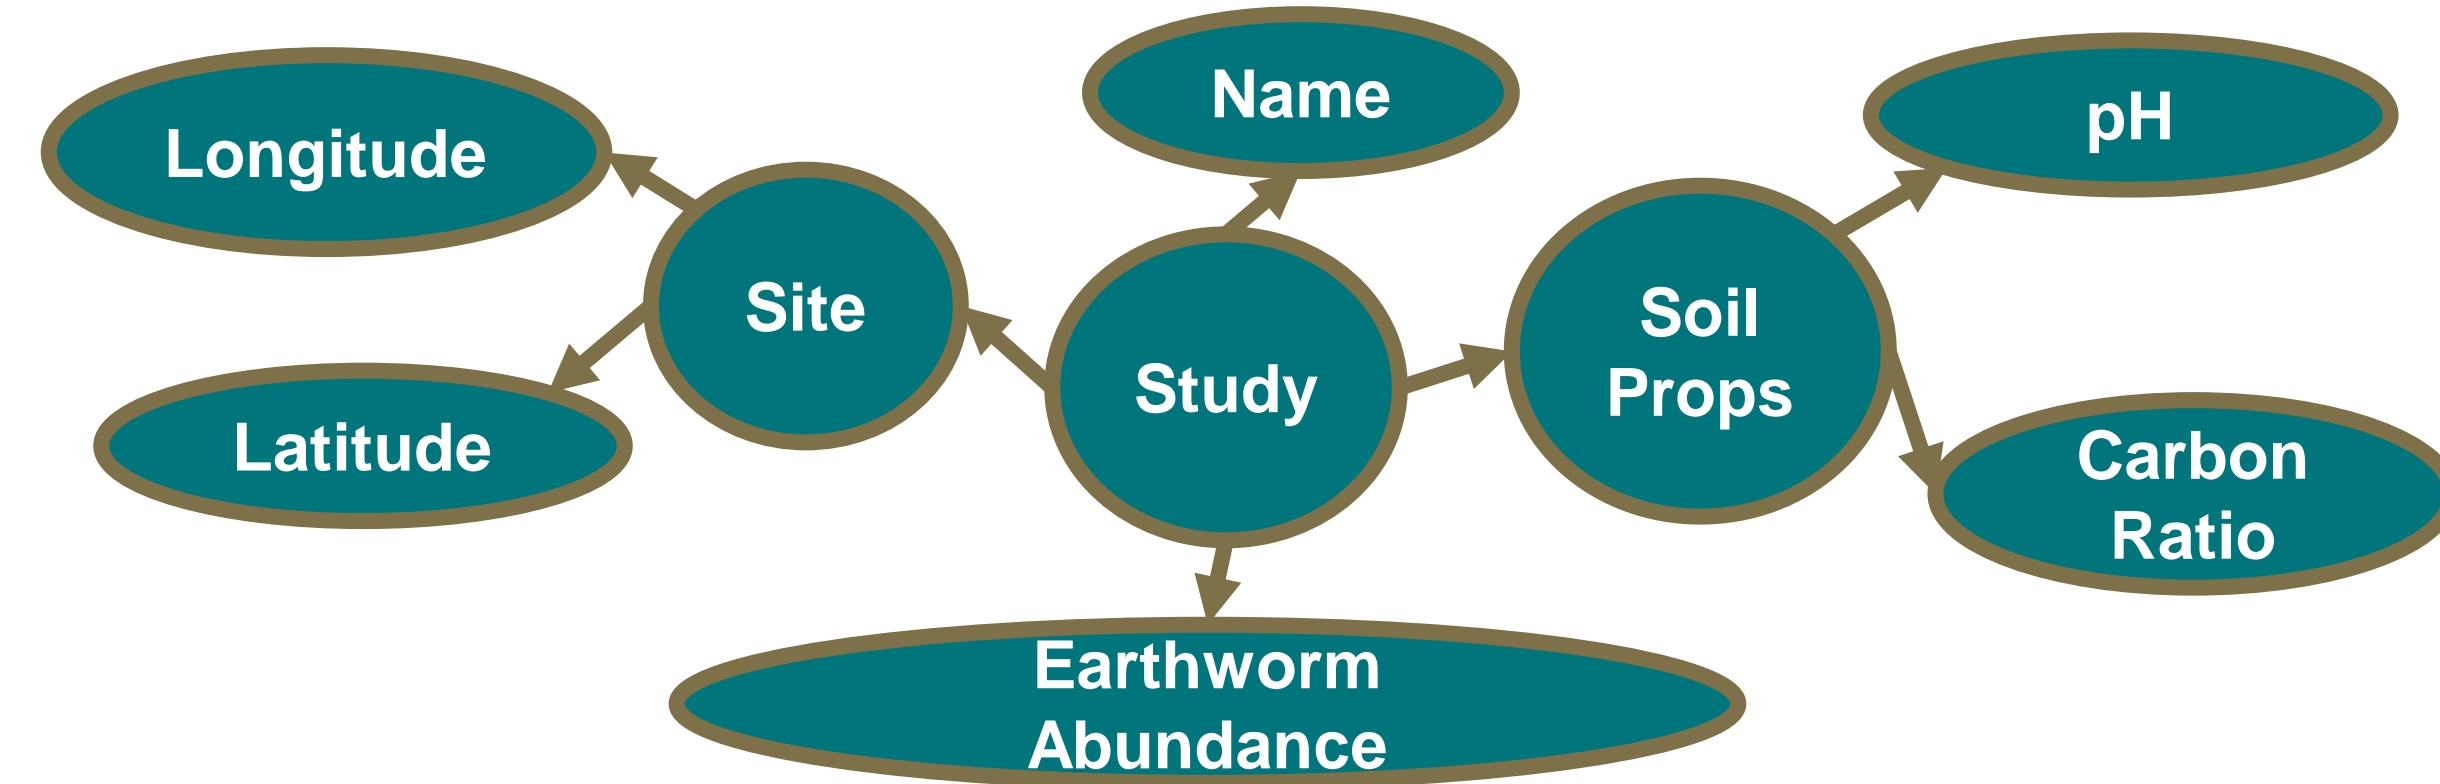 Name
pH
Longitude
Site
Soil
Props
Study
Latitude
Carbon
Ratio
Earthworm
Abundance